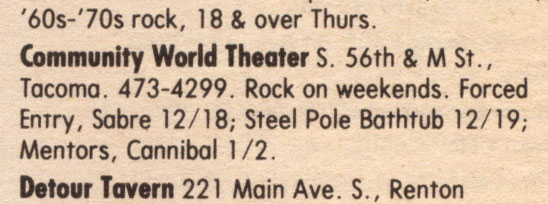 '60s-'70s rock, 18 & over Thurs.
Community World Theater S. 56th & M St.,
Tacoma. 473-4299. Rock on weekends. Forced
Entry, Sabre 12/18; Steel Pole Bathtub 12/19;
Mentors, Cannibal 1/2.
Detour Tavern 221 Main Ave. S., Renton